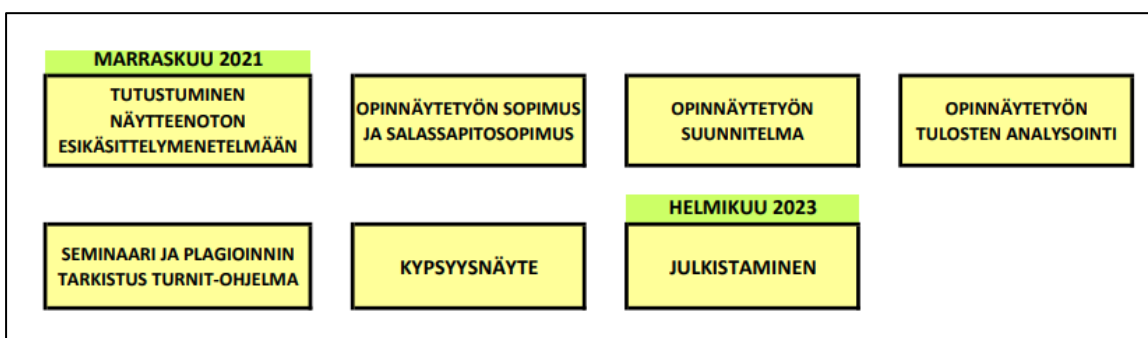 MARRASKUU 2021
TUTUSTUMINEN
NÄYTTEENOTON
ESIKÄSITTELYMENETELMÄÄN
OPINNÄYTETYÖN SOPIMUS
JA SALASSAPITOSOPIMUS
OPINNÄYTETYÖN
SUUNNITELMA
OPINNÄYTETYÖN
TULOSTEN ANALYSOINTI
SEMINAARI JA PLAGIOINNIN
TARKISTUS TURNIT-OHJELMA
KYPSYYSNÄYTE
HELMIKUU 2023
JULKISTAMINEN